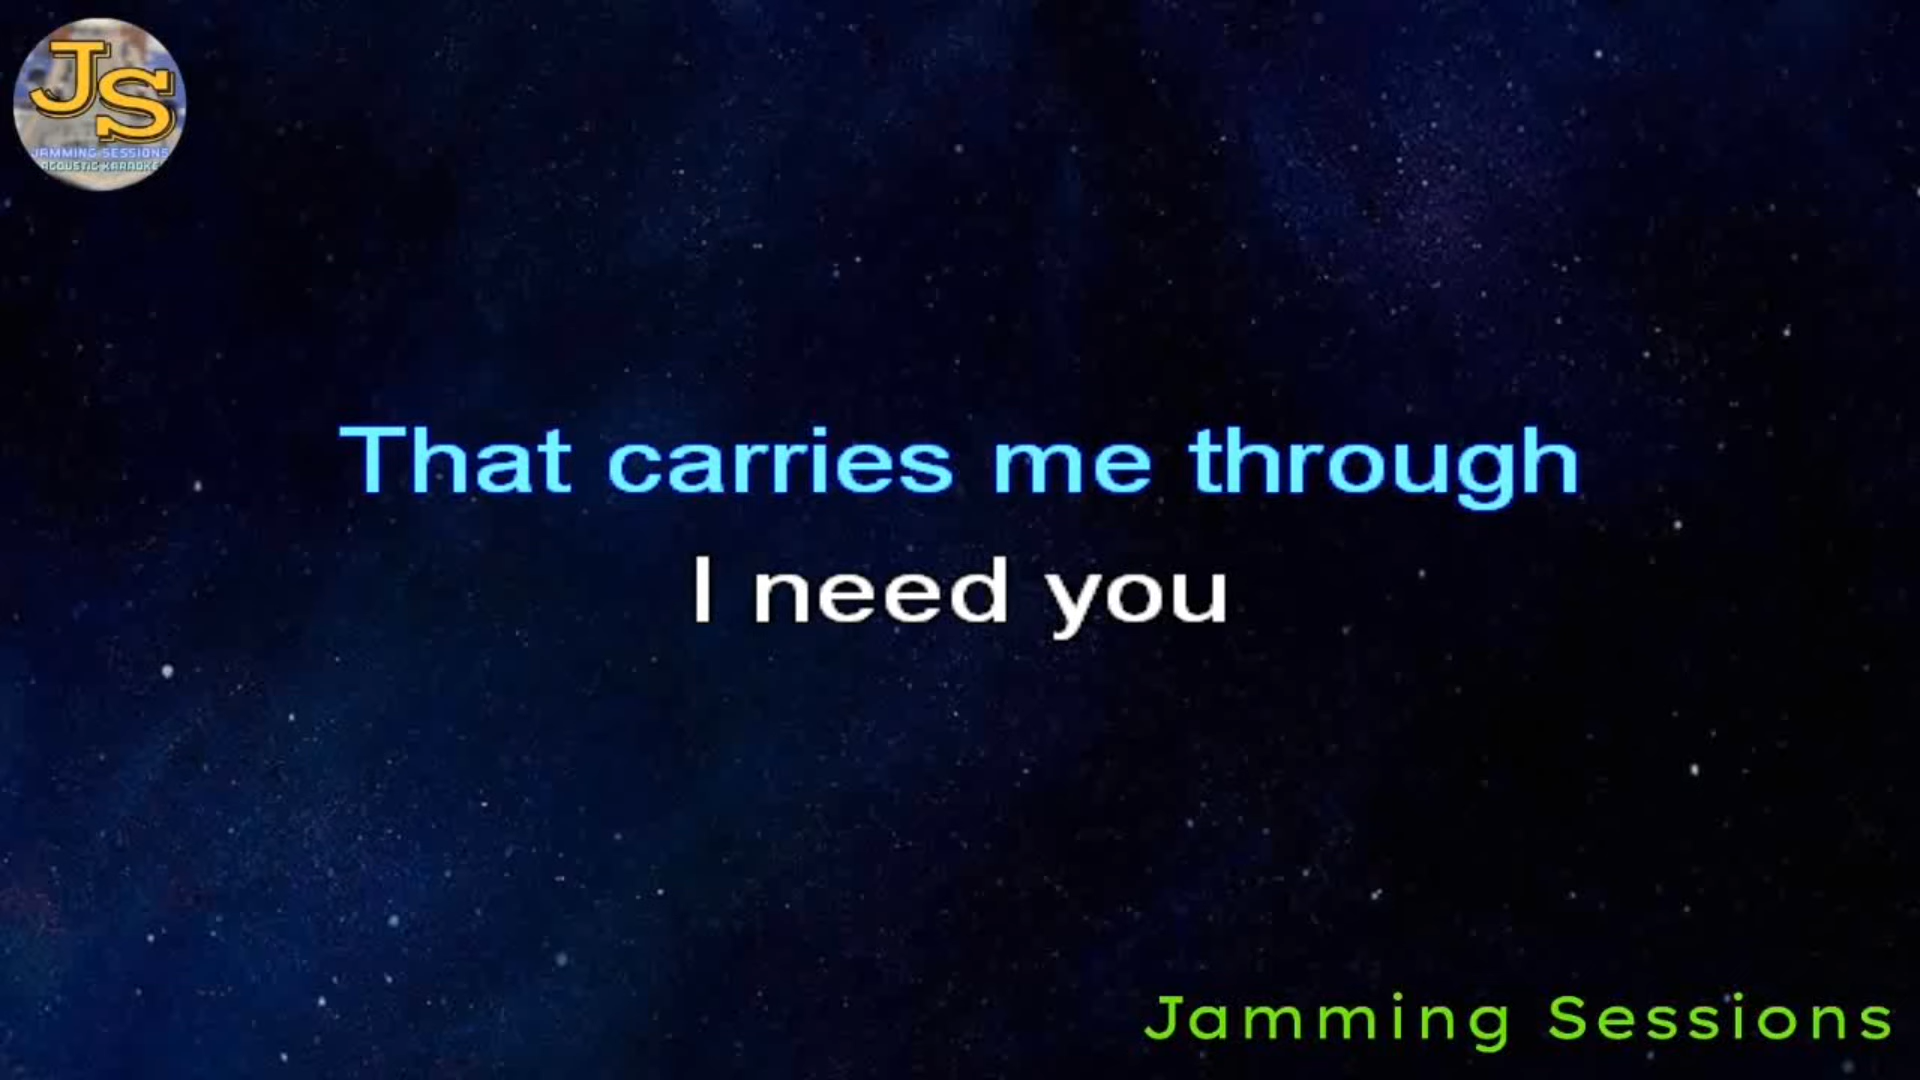 JS
JAMMING SESSIONS
ACOUSTIC KARAOKE
That carries me through
I need you
Jamming Sessions